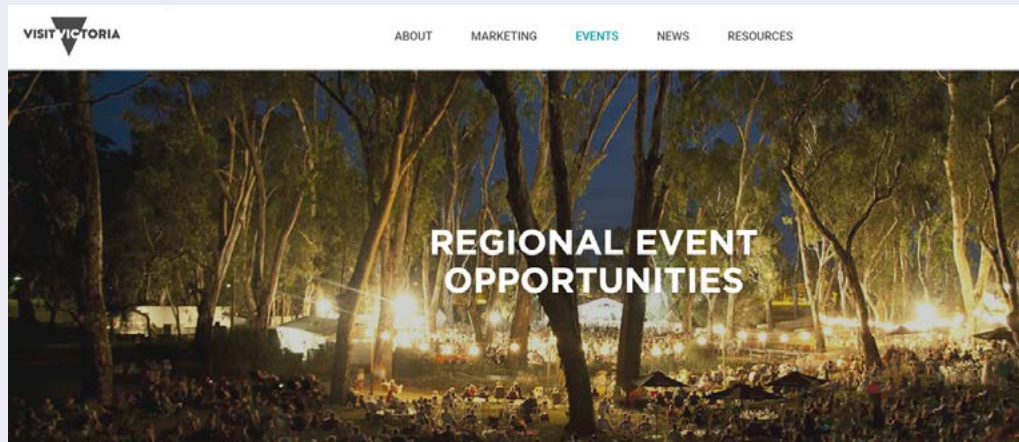 VISIT VICTORIA
ABOUT MARKETING EVENTS NEWS RESOURCES
REGIONAL EVENT
OPPORTUNITIES